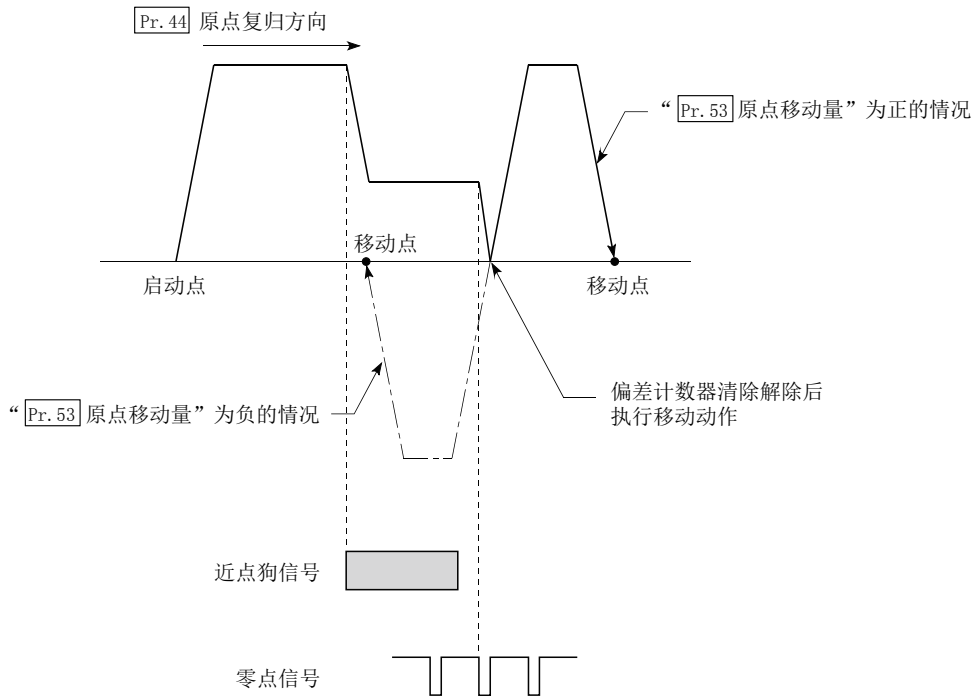 Pr.44 原点复归方向
“ Pr.53 原点移动量”为正的情况
移动点
启动点
移动点
偏差计数器清除解除后
执行移动动作
“ Pr.53 原点移动量”为负的情况
近点狗信号
零点信号